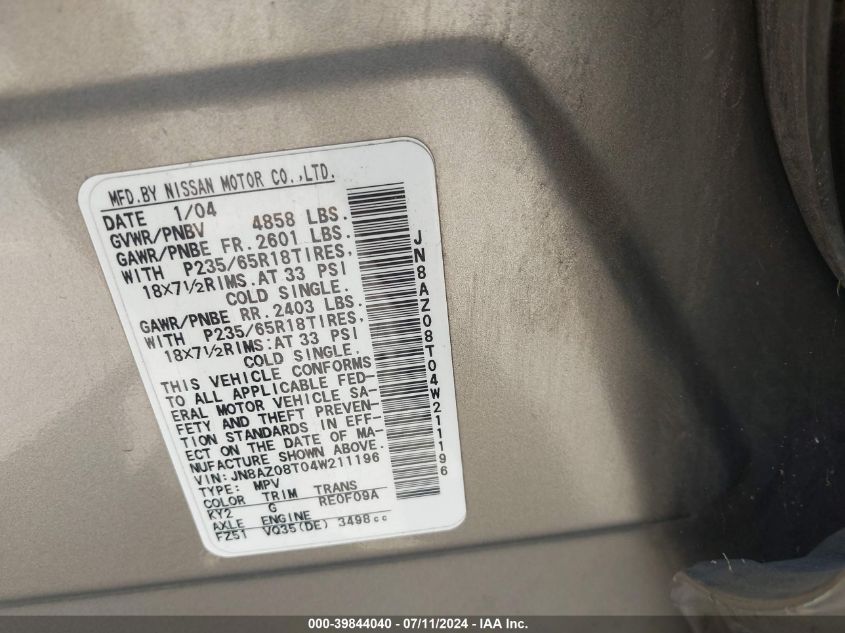 MFD.BY NISSAN MOTOR CO.,LTD.
DATE 1/04
GVWR/PNBV 4858 LBS.
GAWR/PNBE FR. 2601 LBS.
WITH P235/65R18TIRES,
18X7½RIMS.AT 33 PSI
COLD SINGLE.
GAWR/PNBE RR. 2403 LBS.
WITH P235/65R18TIRES,
18X7½RIMS.AT 33 PSI
COLD SINGLE.
THIS VEHICLE CONFORMS
TO ALL APPLICABLE FED-
ERAL MOTOR VEHICLE SA-
FETY AND THEFT PREVEN-
TION STANDARDS IN EFF-
ECT ON THE DATE OF MA-
NUFACTURE SHOWN ABOVE.
VIN:JN8AZ08T04W211196
TYPE: MPV
COLOR TRIM TRANS
KY2 G RE0F09A
AXLE ENGINE
FZ51 VQ35(DE) 3498cc
JN8AZ08T04W211196
000-39844040 - 07/11/2024 - IAA Inc.